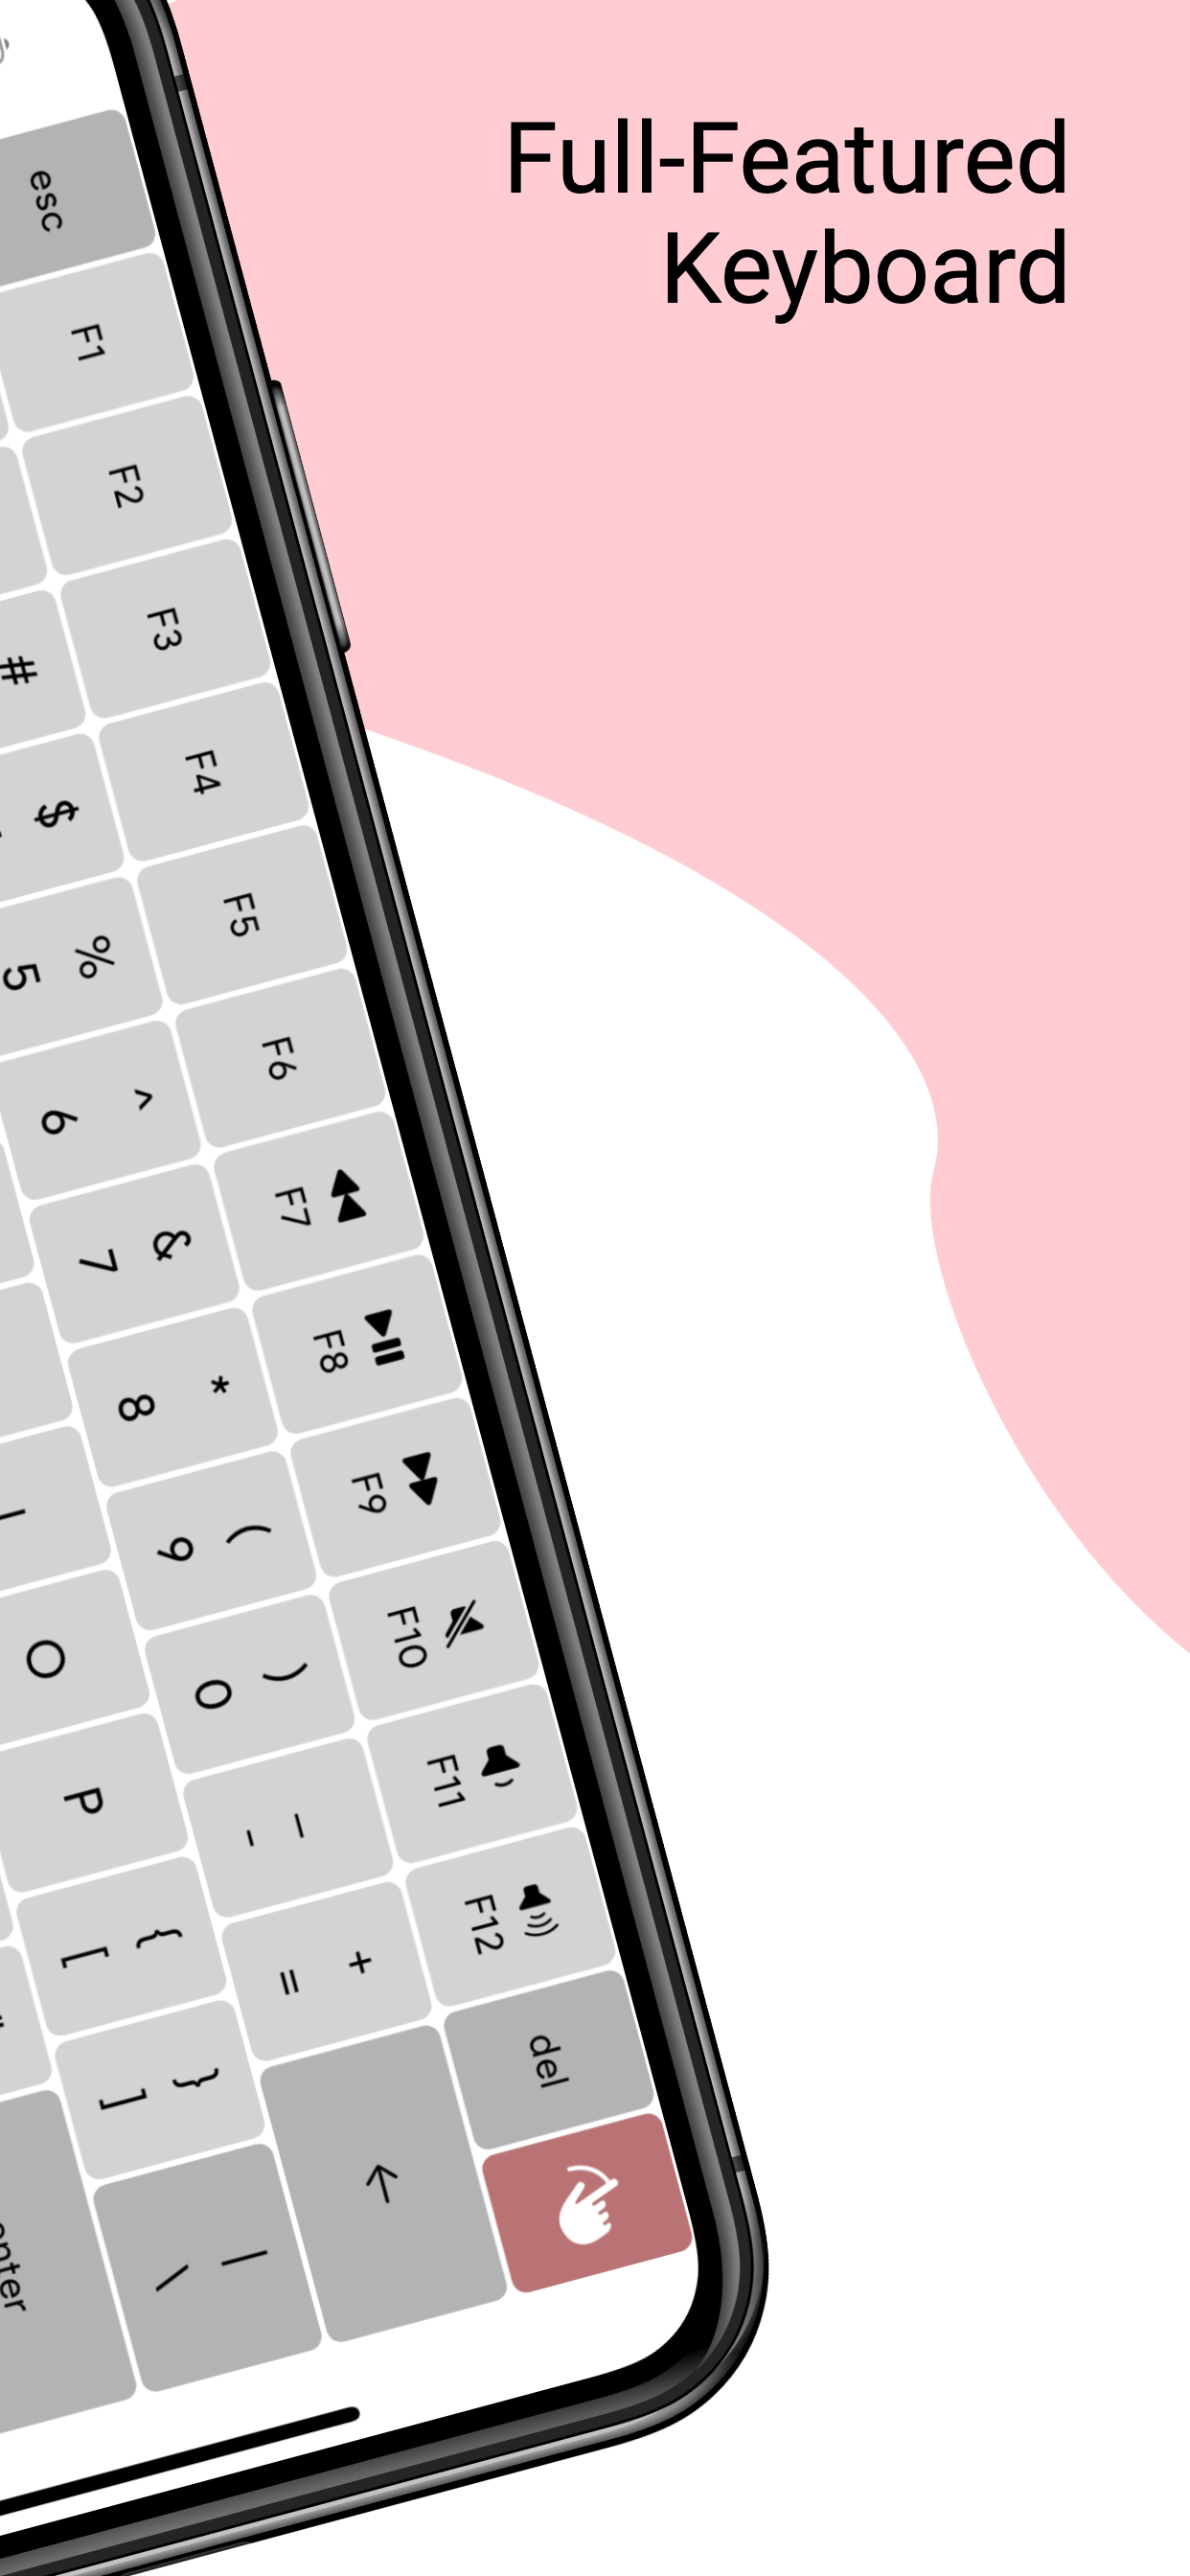 Full-Featured
Keyboard
esc
F1
F2
F3
F4
F5
F6
F7
F8
F9
F10
F11
F12
del
#
$
%
5
^
6
&
7
*
8
(
9
)
0
_
-
+
=
←
O
P
{
[
}
]
|
\